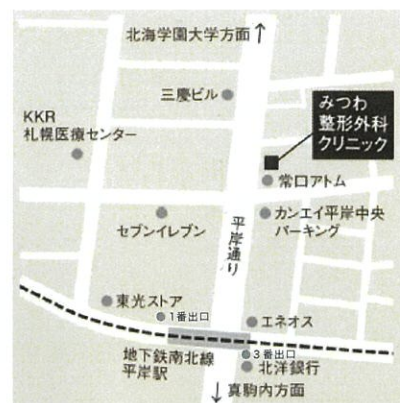 北海学園大学方面
三慶ビル
みつわ
整形外科
クリニック
KKR
札幌医療センター
常口アトム
カンエイ平岸中央
パーキング
セブンイレブン
平岸通り
東光ストア
1番出口
エネオス
地下鉄南北線
平岸駅
3番出口
北洋銀行
真駒内方面